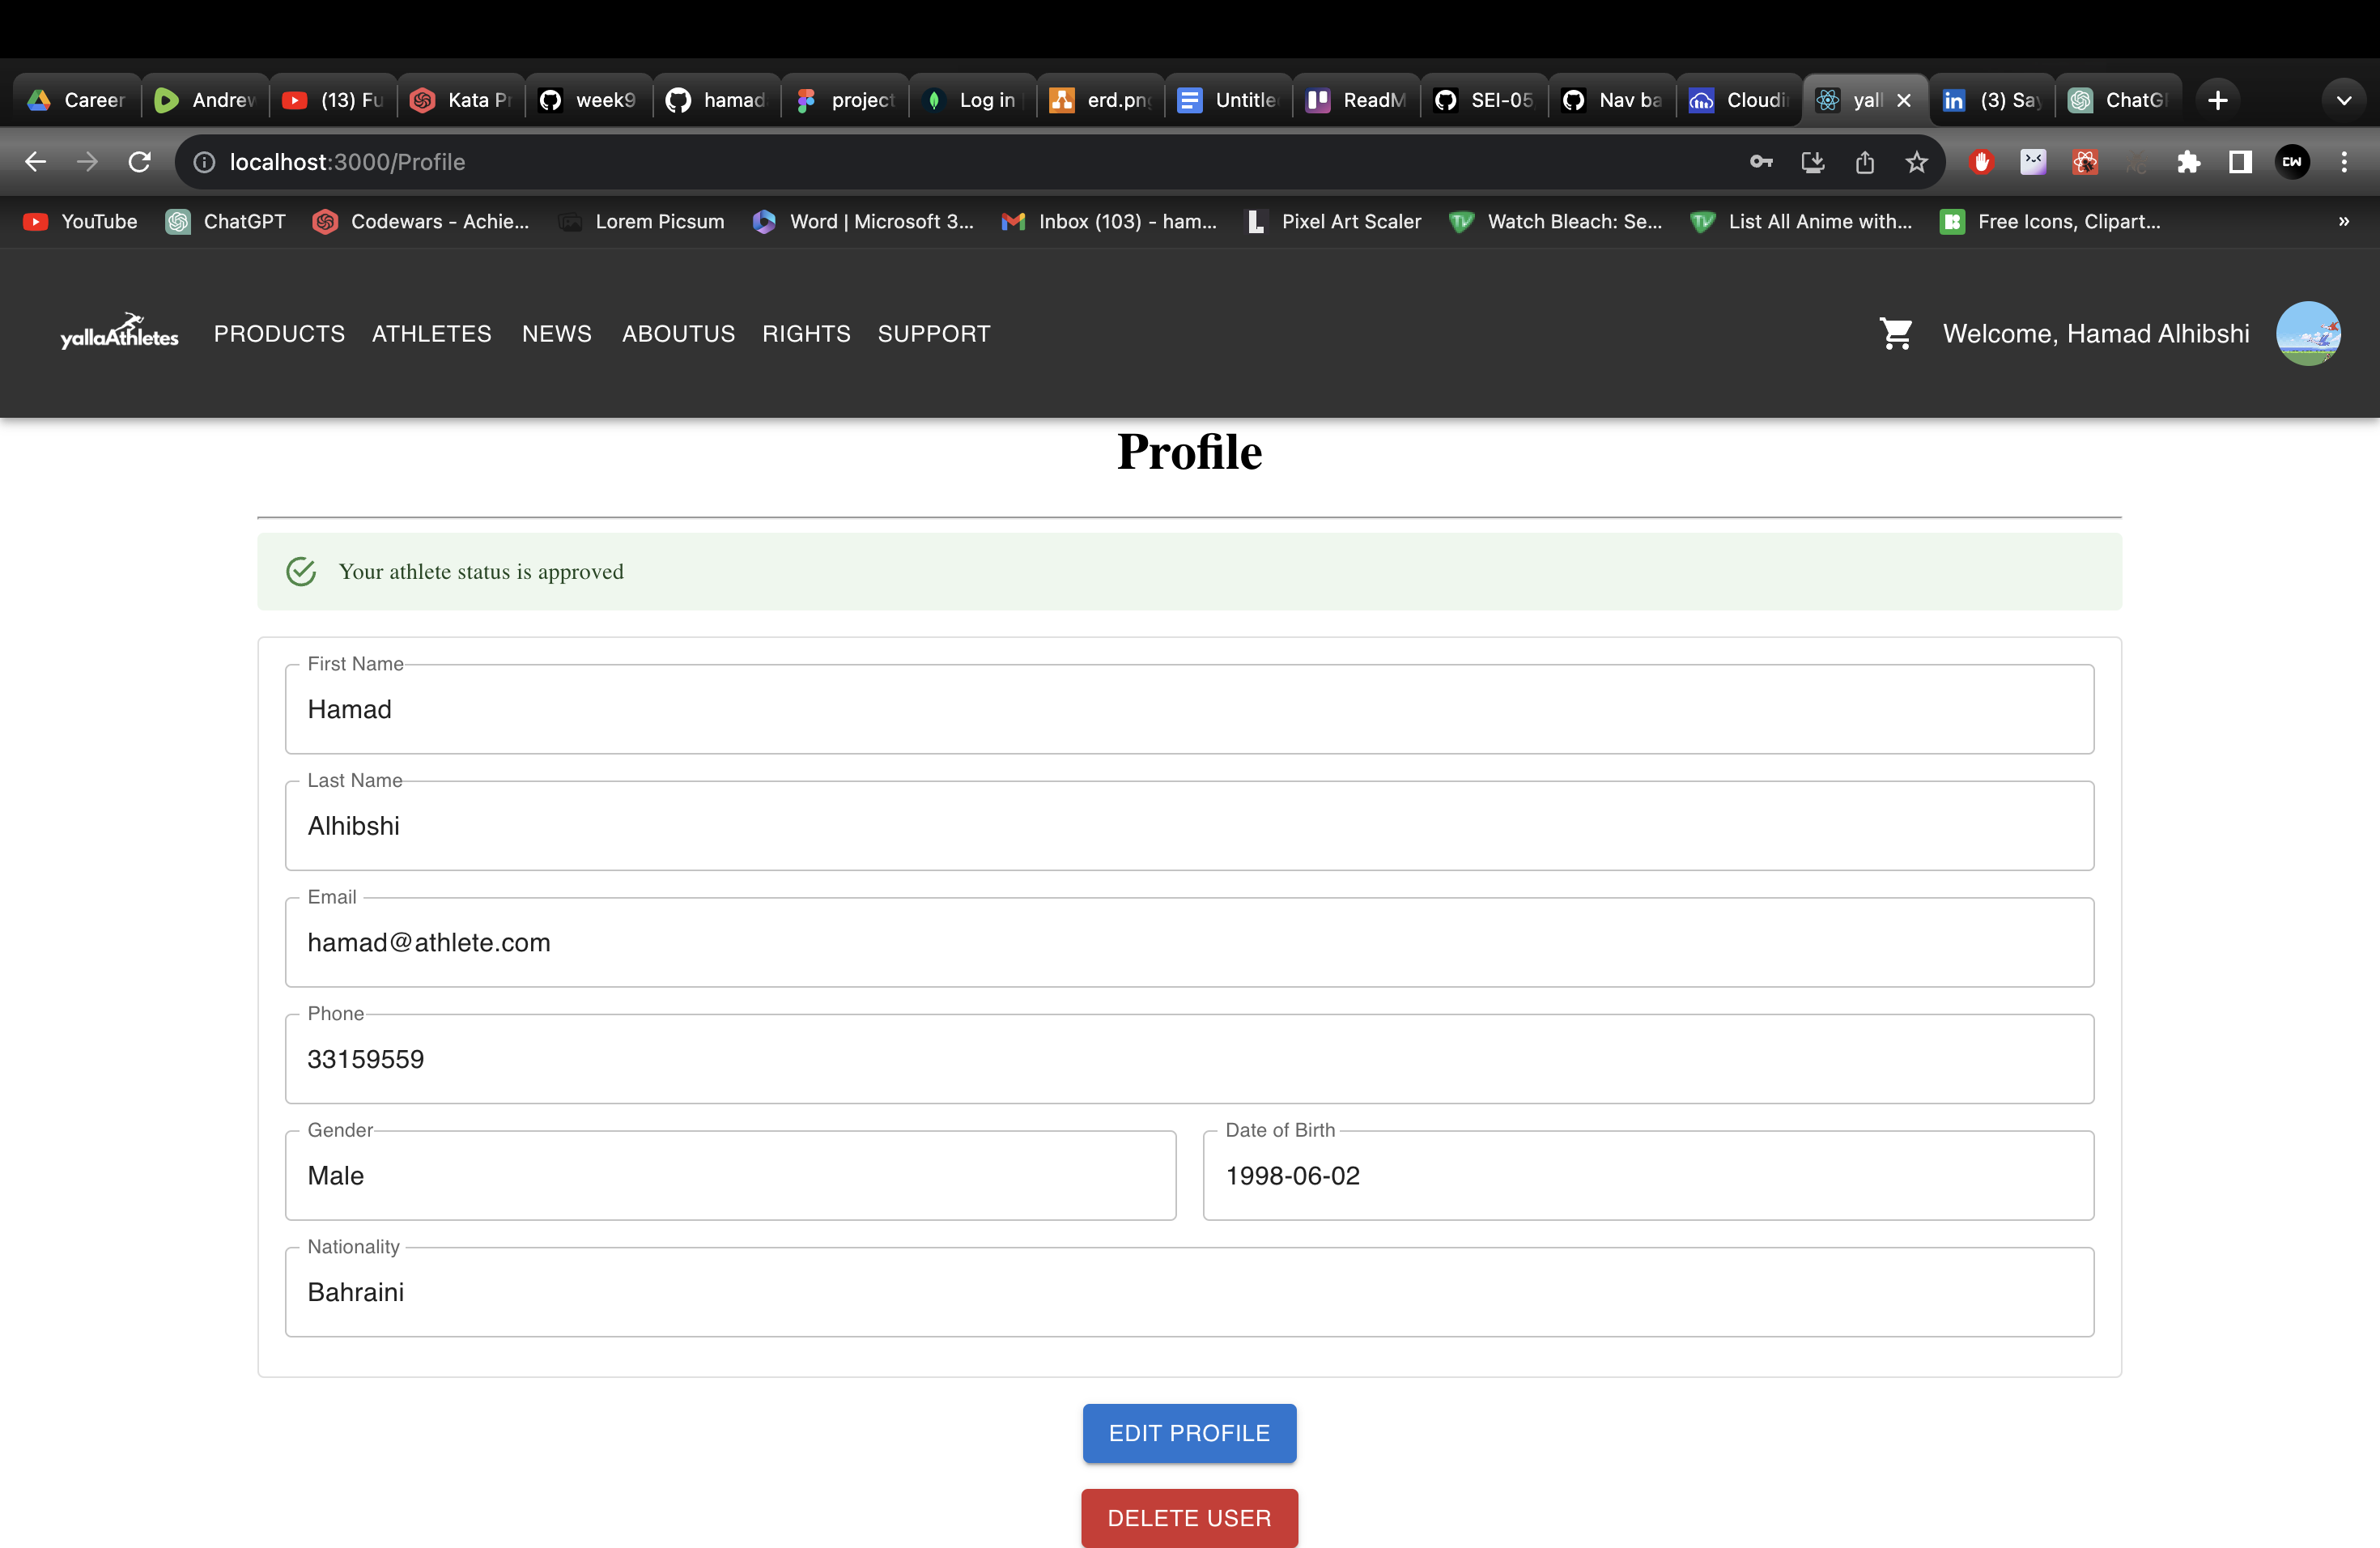 Career Andrew (13) Fu Kata Pr week9 hamad project Log in erd.png Untitle ReadM SEI-05 Nav ba Cloudi yall (3) Sa ChatG
localhost:3000/Profile
YouTube ChatGPT Codewars - Achie... Lorem Picsum Word | Microsoft 3... Inbox (103) - ham... Pixel Art Scaler Watch Bleach: Se... List All Anime with... Free Icons, Clipart... »
yallaAthletes PRODUCTS ATHLETES NEWS ABOUTUS RIGHTS SUPPORT Welcome, Hamad Alhibshi
Profile
Your athlete status is approved
First Name
Hamad
Last Name
Alhibshi
Email
hamad@athlete.com
Phone
33159559
Gender Date of Birth
Male 1998-06-02
Nationality
Bahraini
EDIT PROFILE
DELETE USER